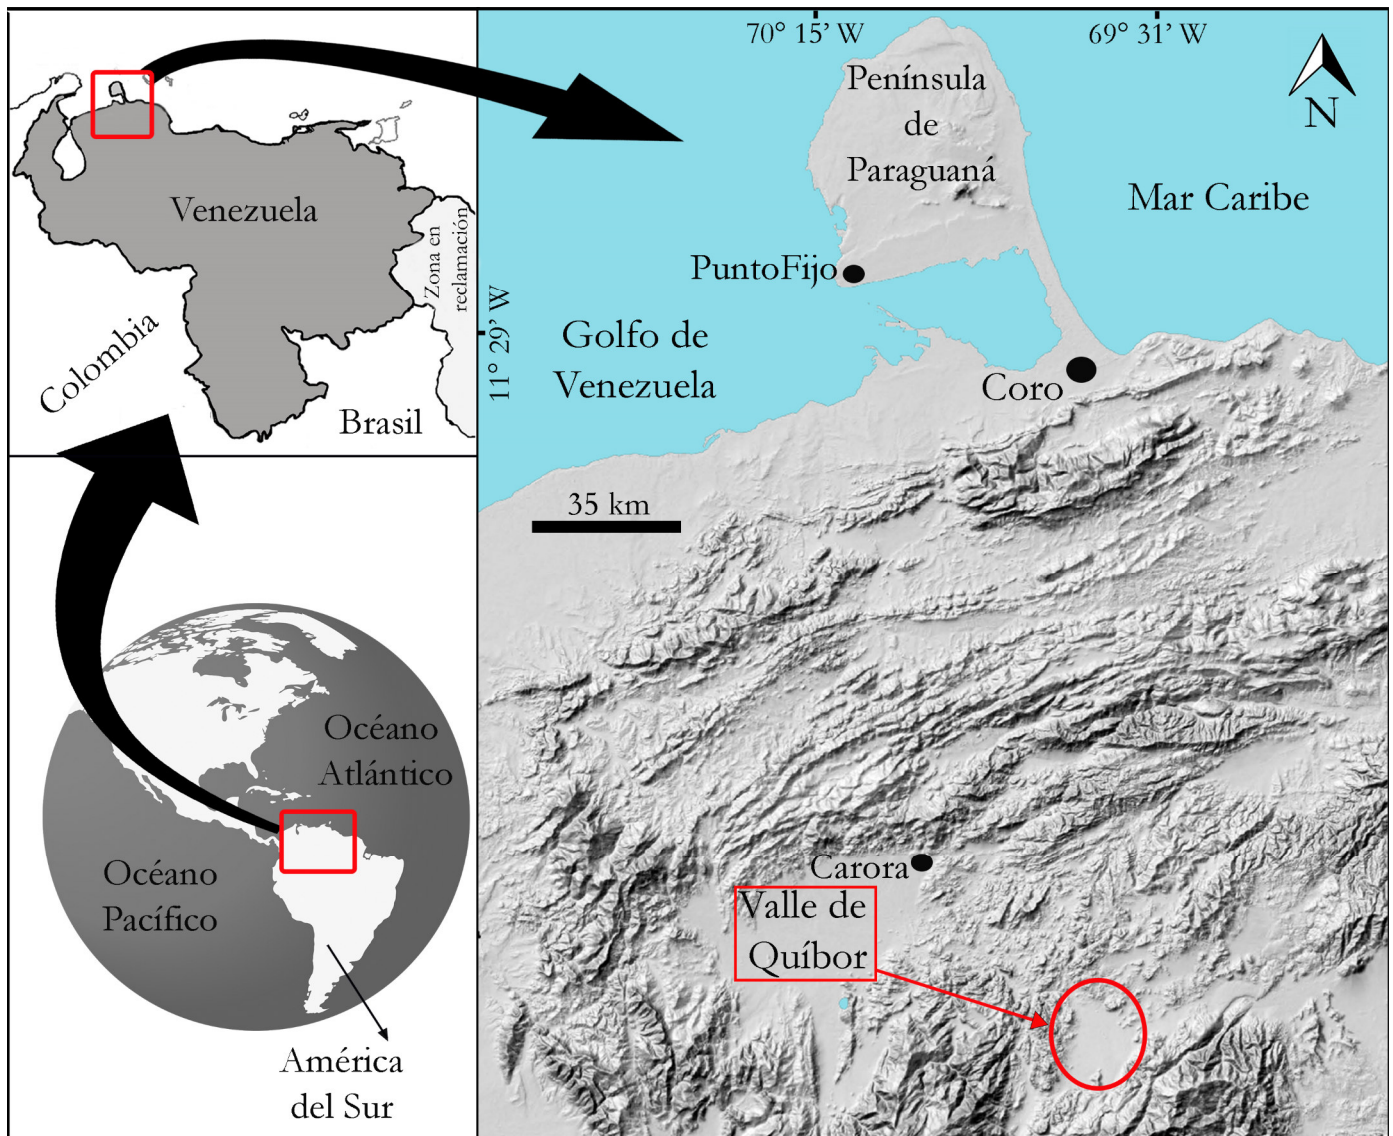 Venezuela
Zona en
reclamación
Colombia
Brasil
Océano
Atlántico
Océano
Pacífico
América
del Sur
70° 15’ W
69° 31’ W
N
Península
de
Paraguaná
Mar Caribe
PuntoFijo
11° 29’ W
Golfo de
Venezuela
Coro
35 km
Carora
Valle de
Quíbor